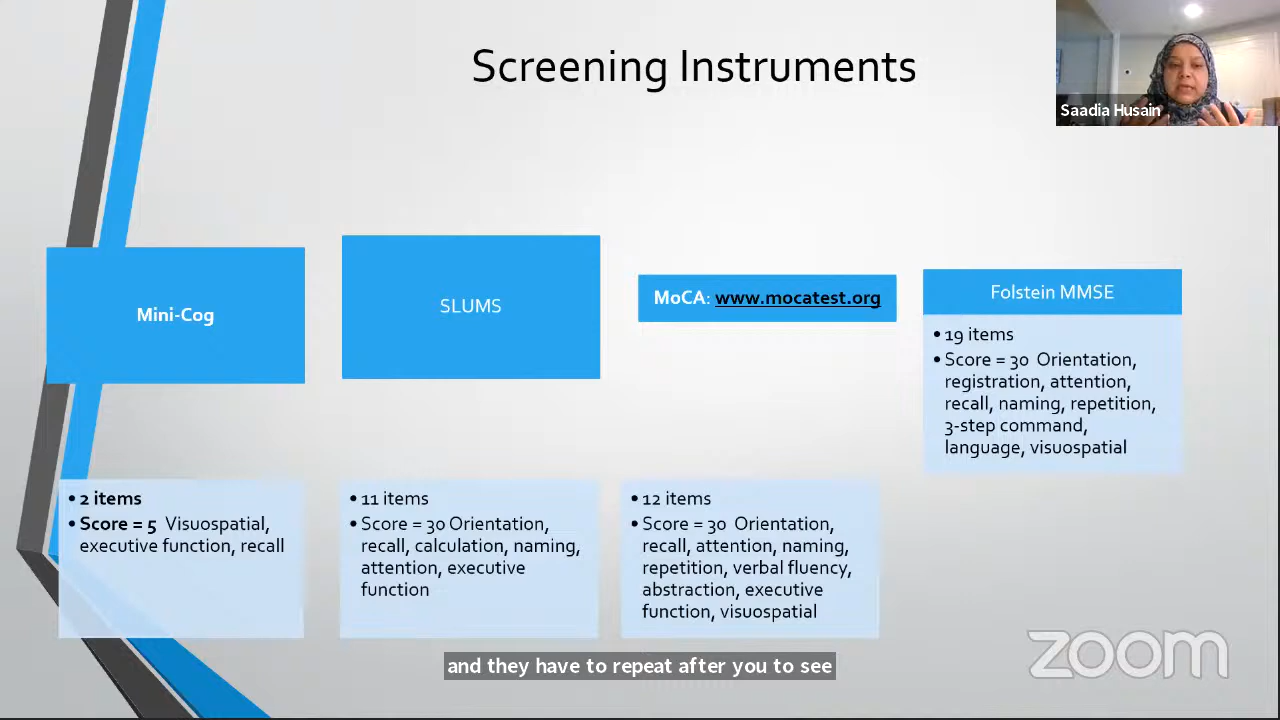 Screening Instruments
Saadia Husain
Mini-Cog
• 2 items
• Score = 5 Visuospatial,
executive function, recall
SLUMS
• 11 items
• Score = 30 Orientation,
recall, calculation, naming,
attention, executive
function
MoCA: www.mocatest.org
• 12 items
• Score = 30 Orientation,
recall, attention, naming,
repetition, verbal fluency,
abstraction, executive
function, visuospatial
Folstein MMSE
• 19 items
• Score = 30 Orientation,
registration, attention,
recall, naming, repetition,
3-step command,
language, visuospatial
and they have to repeat after you to see
zoom